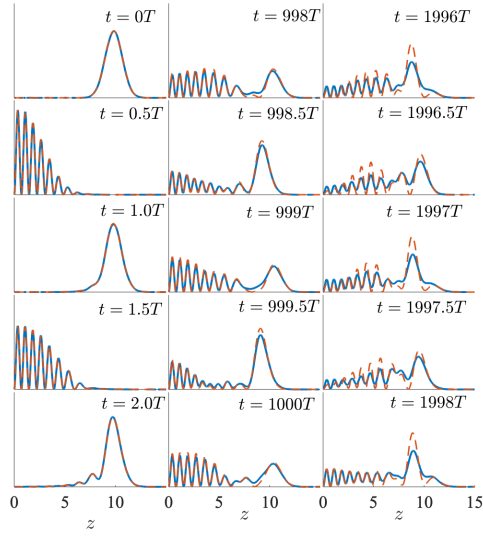 t = 0T
t = 998T
t = 1996T
t = 0.5T
t = 998.5T
t = 1996.5T
t = 1.0T
t = 999T
t = 1997T
t = 1.5T
t = 999.5T
t = 1997.5T
t = 2.0T
t = 1000T
t = 1998T
0 5 10 0 5 10 0 5 10 15
z z z